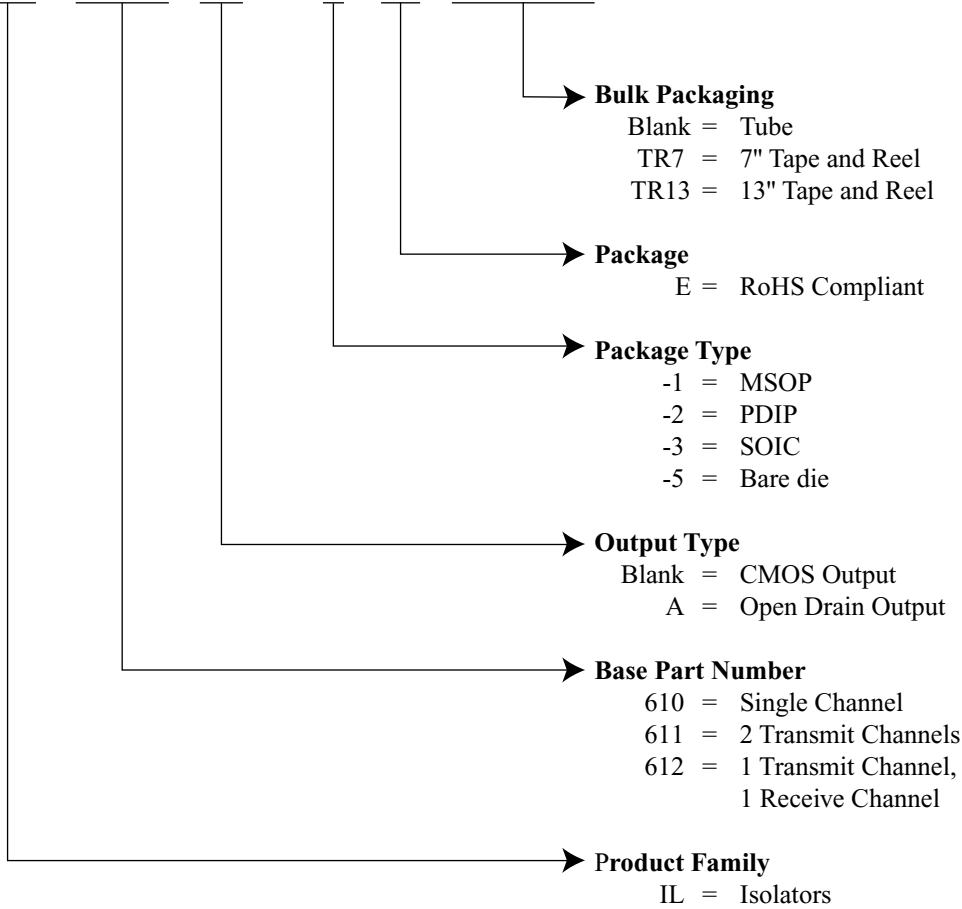 Bulk Packaging
Blank = Tube
TR7 = 7" Tape and Reel
TR13 = 13" Tape and Reel
Package
E = RoHS Compliant
Package Type
-1 = MSOP
-2 = PDIP
-3 = SOIC
-5 = Bare die
Output Type
Blank = CMOS Output
A = Open Drain Output
Base Part Number
610 = Single Channel
611 = 2 Transmit Channels
612 = 1 Transmit Channel,
1 Receive Channel
Product Family
IL = Isolators